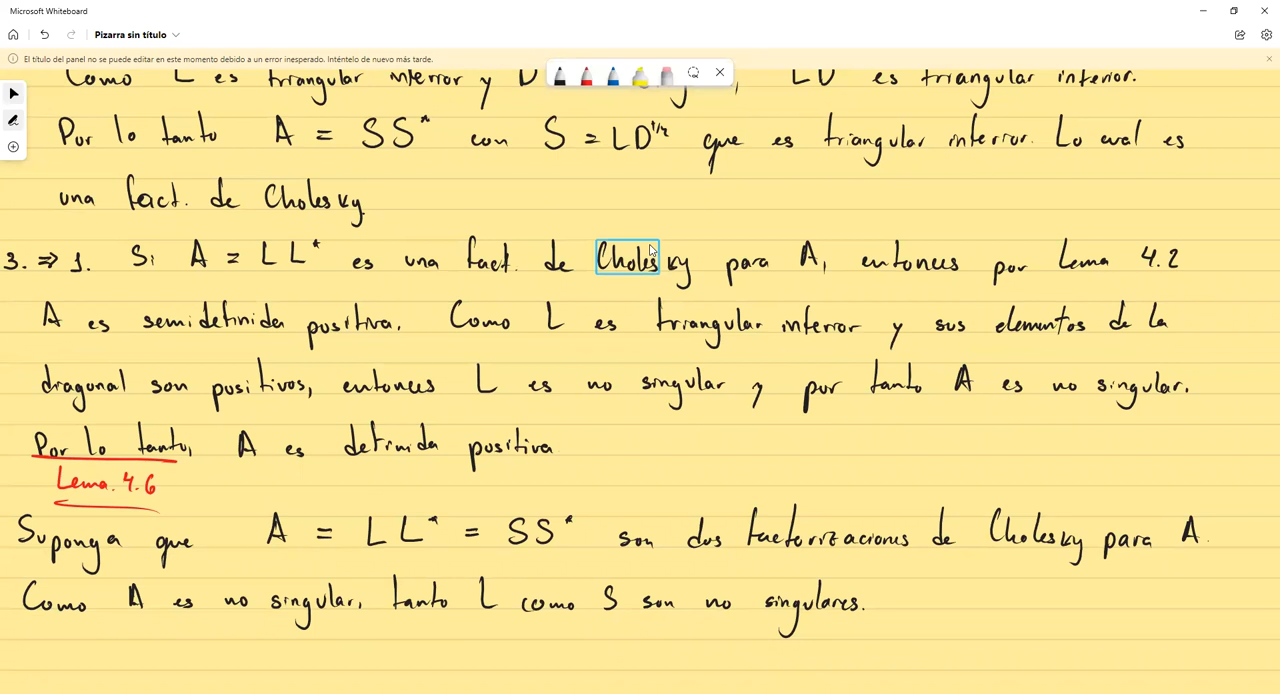 Microsoft Whiteboard
Pizarra sin título
El título del panel no se puede editar en este momento debido a un error inesperado. Inténtelo de nuevo más tarde.
Como L es triangular inferior y D LD es triangular inferior.
Por lo tanto A = SS* con S = LD^1/2 que es triangular inferior. Lo cual es
una fact. de Cholesky.
3. ⇒ 1. Si A = LL* es una fact. de Cholesky para A, entonces por Lema 4.2
A es semidefinida positiva. Como L es triangular inferior y sus elementos de la
diagonal son positivos, entonces L es no singular y por tanto A es no singular.
Por lo tanto, A es definida positiva
Lema. 4.6
Suponga que A = LL* = SS* son dos factorizaciones de Cholesky para A.
Como A es no singular, tanto L como S son no singulares.